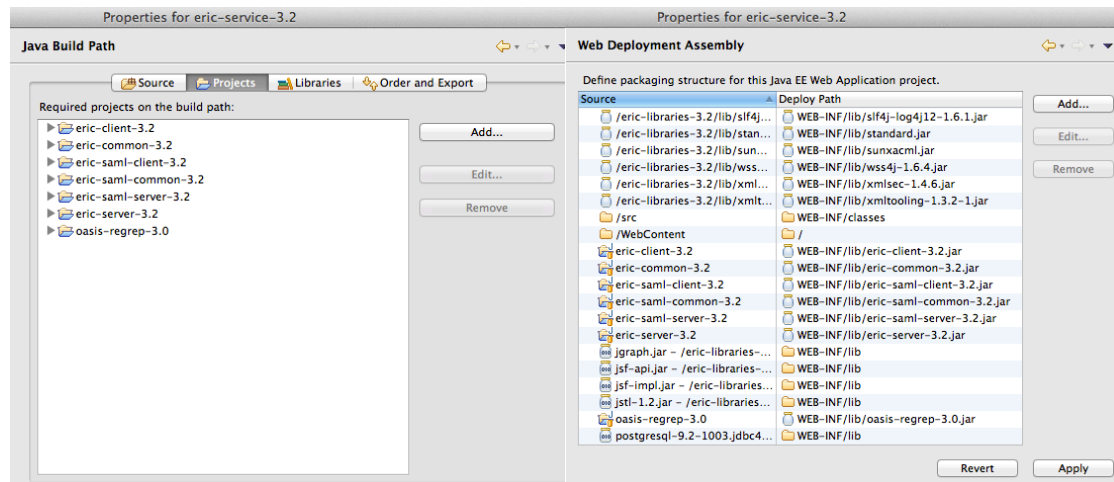 Properties for eric-service-3.2
Java Build Path
Source Projects Libraries Order and Export
Required projects on the build path:
eric-client-3.2
eric-common-3.2
eric-saml-client-3.2
eric-saml-common-3.2
eric-saml-server-3.2
eric-server-3.2
oasis-regrep-3.0
Add...
Edit...
Remove
Properties for eric-service-3.2
Web Deployment Assembly
Define packaging structure for this Java EE Web Application project.
Source Deploy Path
/eric-libraries-3.2/lib/slf4j... WEB-INF/lib/slf4j-log4j12-1.6.1.jar
/eric-libraries-3.2/lib/stan... WEB-INF/lib/standard.jar
/eric-libraries-3.2/lib/sun... WEB-INF/lib/sunxacml.jar
/eric-libraries-3.2/lib/wss... WEB-INF/lib/wss4j-1.6.4.jar
/eric-libraries-3.2/lib/xml... WEB-INF/lib/xmlsec-1.4.6.jar
/eric-libraries-3.2/lib/xmlt... WEB-INF/lib/xmltooling-1.3.2-1.jar
/src WEB-INF/classes
/WebContent /
eric-client-3.2 WEB-INF/lib/eric-client-3.2.jar
eric-common-3.2 WEB-INF/lib/eric-common-3.2.jar
eric-saml-client-3.2 WEB-INF/lib/eric-saml-client-3.2.jar
eric-saml-common-3.2 WEB-INF/lib/eric-saml-common-3.2.jar
eric-saml-server-3.2 WEB-INF/lib/eric-saml-server-3.2.jar
eric-server-3.2 WEB-INF/lib/eric-server-3.2.jar
jgraph.jar – /eric-libraries-... WEB-INF/lib
jsf-api.jar – /eric-libraries-... WEB-INF/lib
jsf-impl.jar – /eric-libraries... WEB-INF/lib
jstl-1.2.jar – /eric-libraries... WEB-INF/lib
oasis-regrep-3.0 WEB-INF/lib/oasis-regrep-3.0.jar
postgresql-9.2-1003.jdbc4... WEB-INF/lib
Add...
Edit...
Remove
Revert Apply